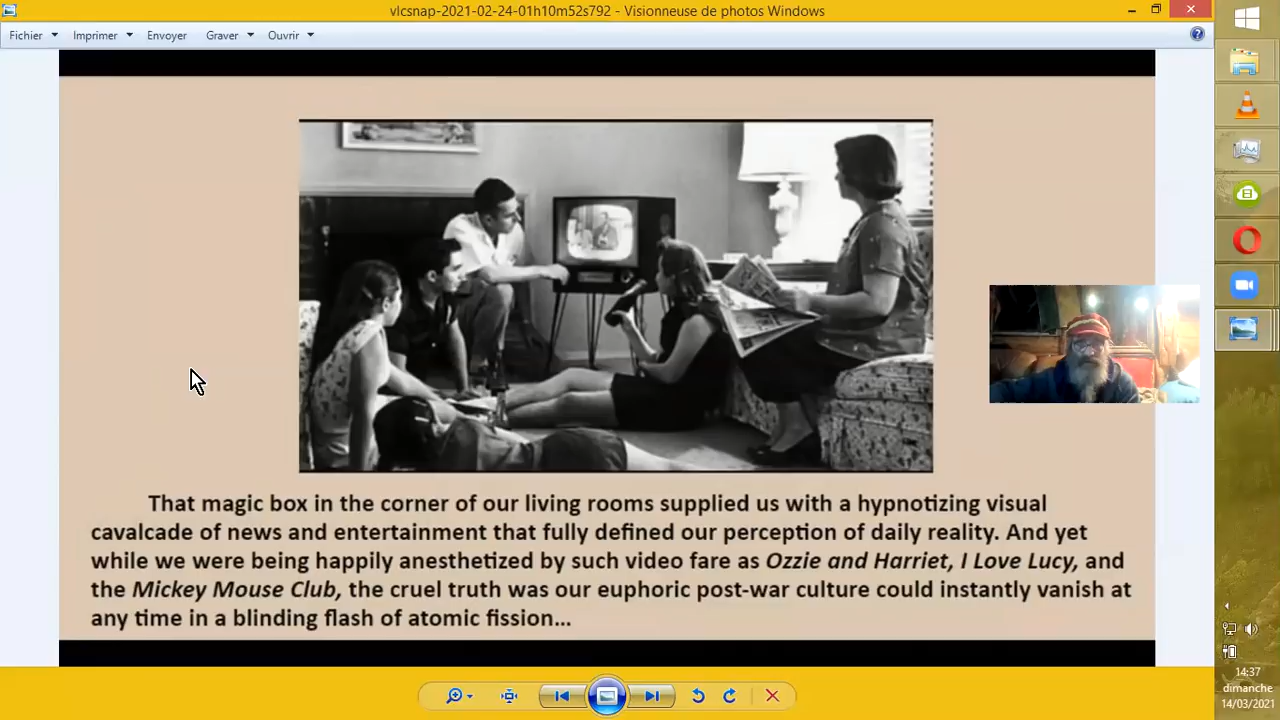 vlcsnap-2021-02-24-01h10m52s792 - Visionneuse de photos Windows
Fichier Imprimer Envoyer Graver Ouvrir
That magic box in the corner of our living rooms supplied us with a hypnotizing visual
cavalcade of news and entertainment that fully defined our perception of daily reality. And yet
while we were being happily anesthetized by such video fare as Ozzie and Harriet, I Love Lucy, and
the Mickey Mouse Club, the cruel truth was our euphoric post-war culture could instantly vanish at
any time in a blinding flash of atomic fission...
14:37
dimanche
14/03/2021